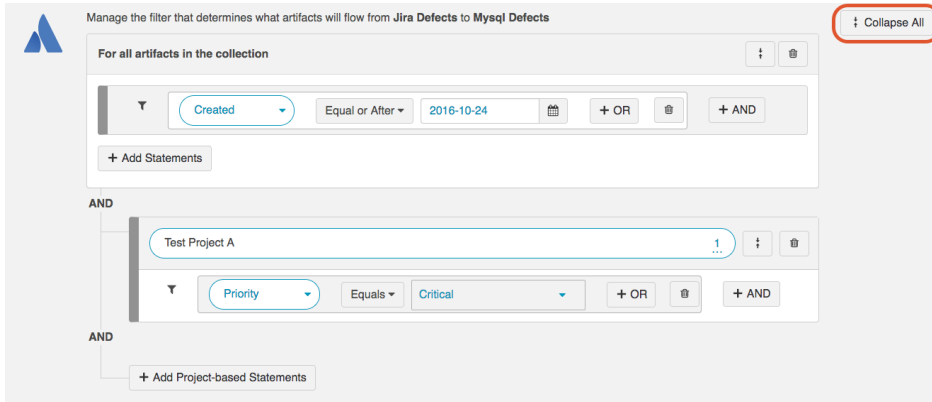 Manage the filter that determines what artifacts will flow from Jira Defects to Mysql Defects
Collapse All
For all artifacts in the collection
Created Equal or After 2016-10-24 + OR + AND
+ Add Statements
AND
Test Project A 1
Priority Equals Critical + OR + AND
AND
+ Add Project-based Statements